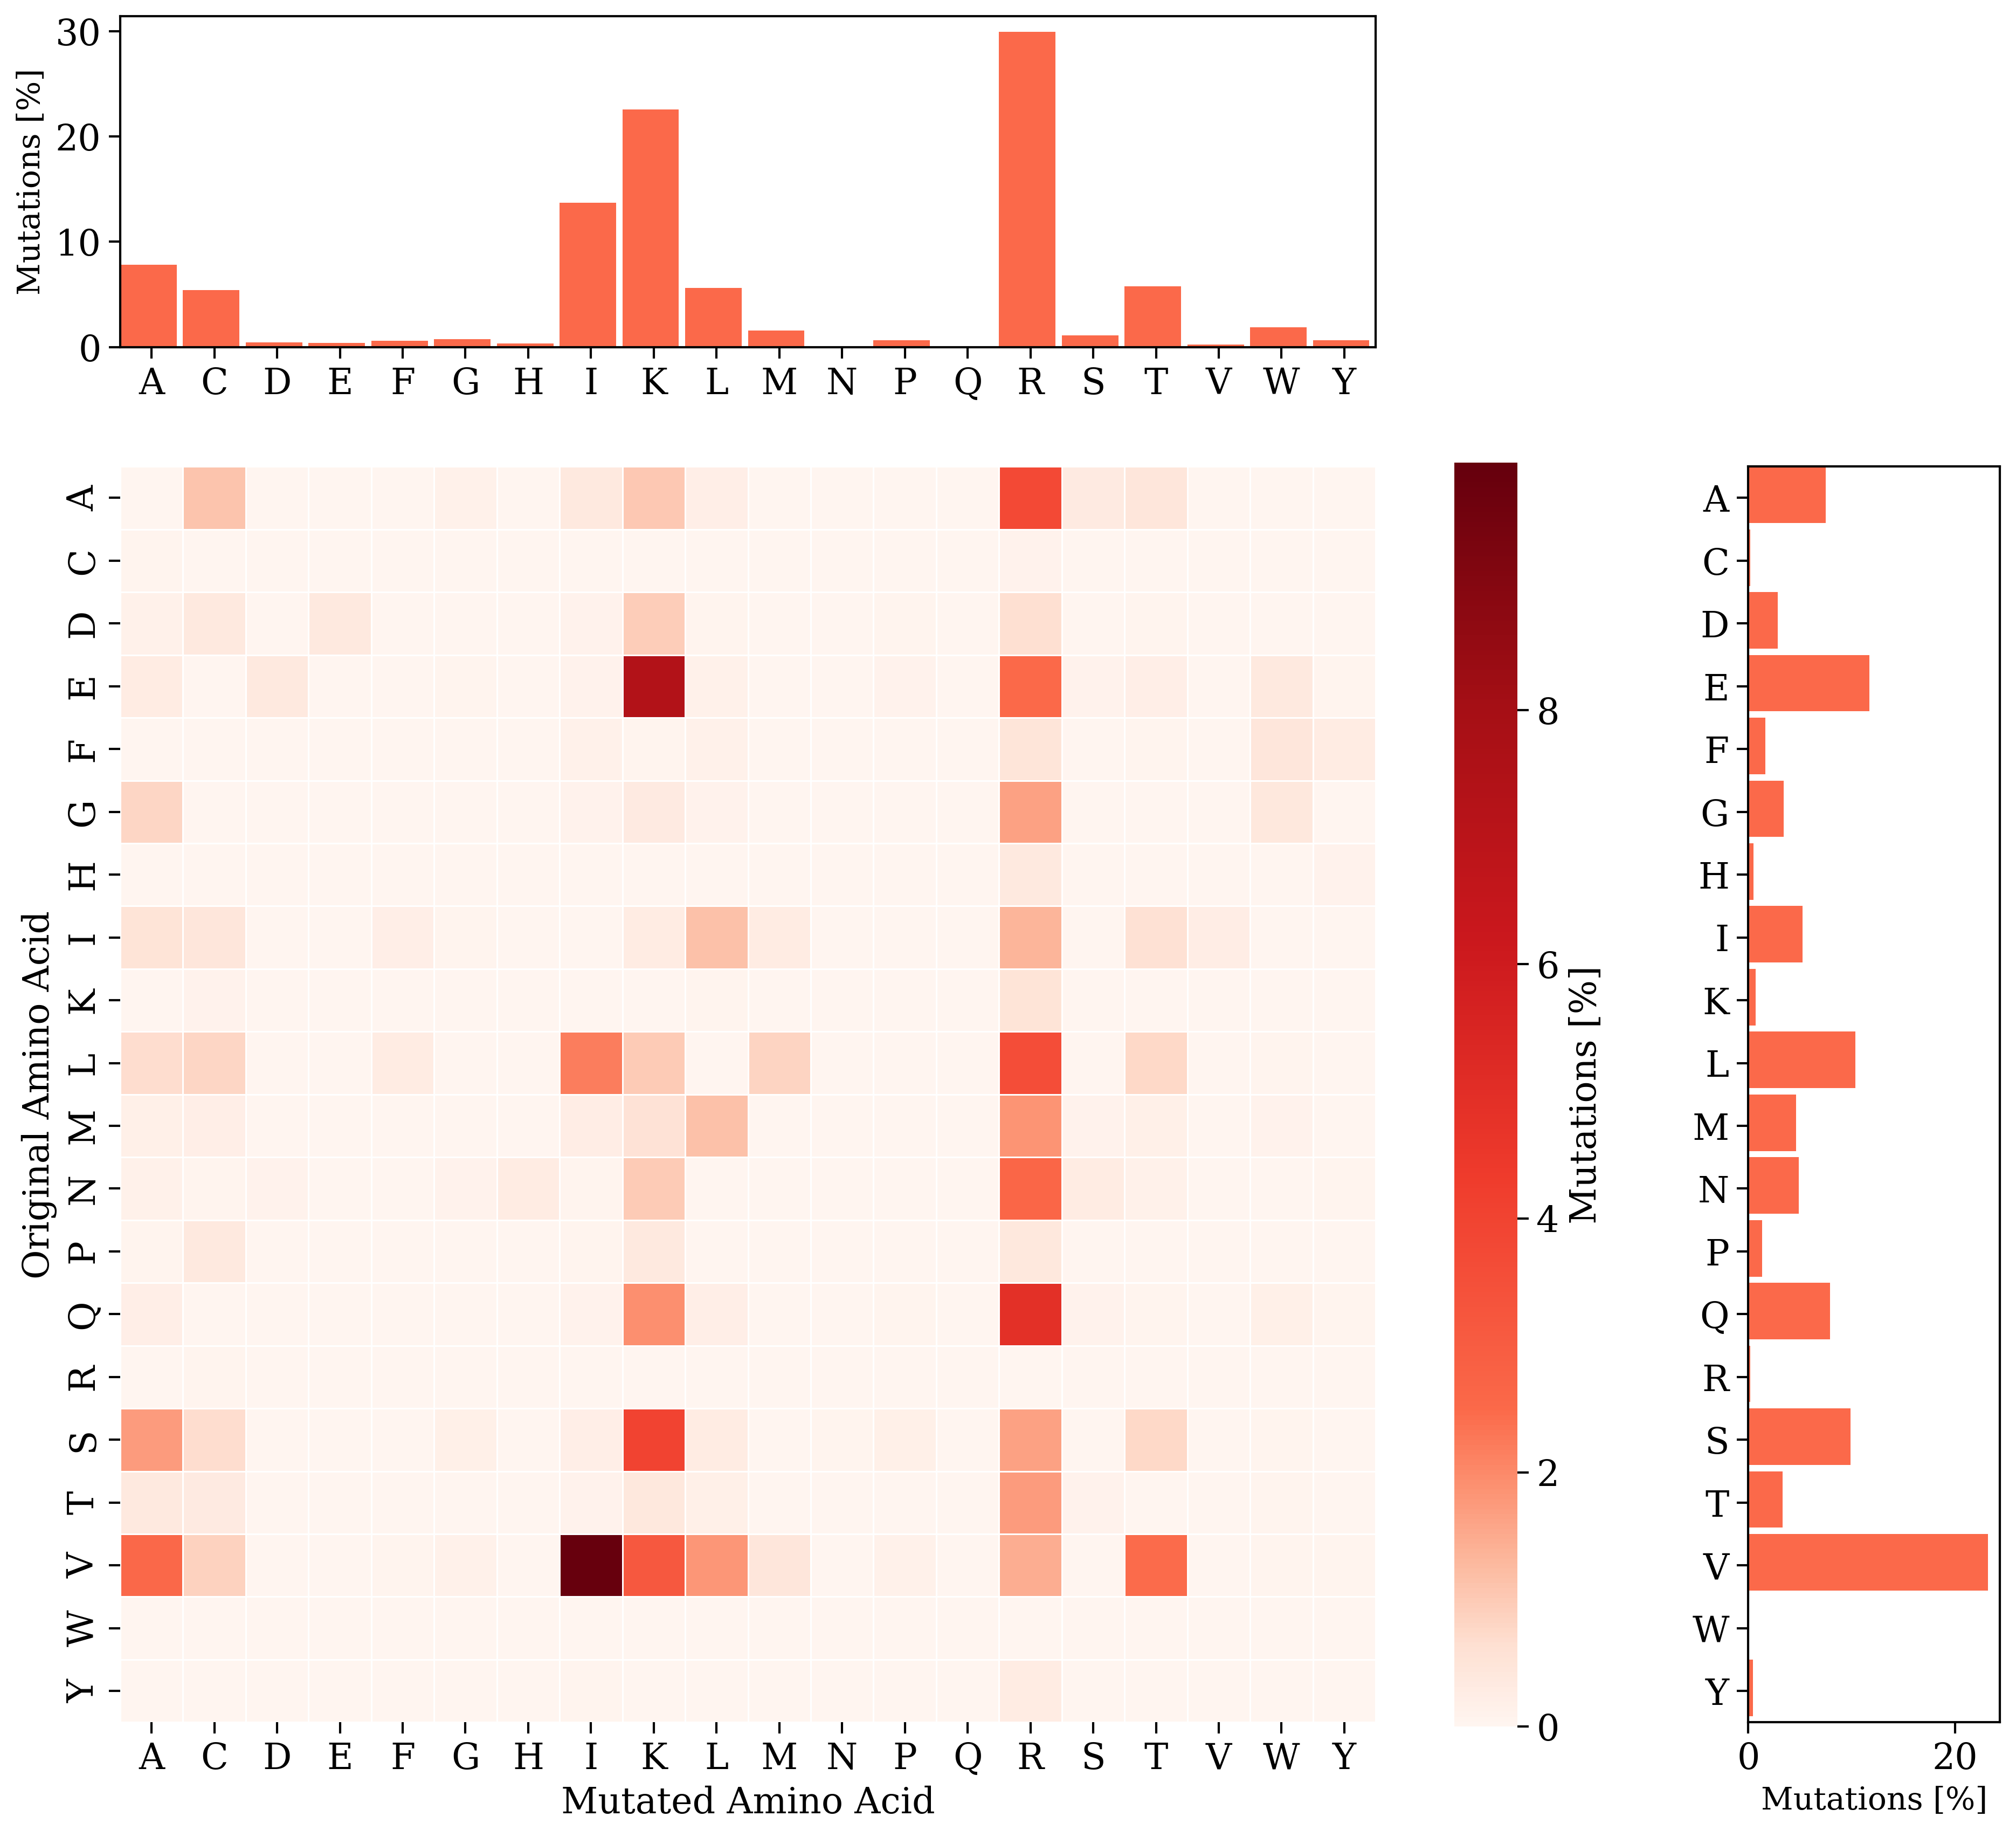 Mutations [%]
30
20
10
0
A C D E F G H I K L M N P Q R S T V W Y
Original Amino Acid
A
C
D
E
F
G
H
I
K
L
M
N
P
Q
R
S
T
V
W
Y
A C D E F G H I K L M N P Q R S T V W Y
Mutated Amino Acid
8
6
4
2
0
Mutations [%]
A
C
D
E
F
G
H
I
K
L
M
N
P
Q
R
S
T
V
W
Y
0 20
Mutations [%]